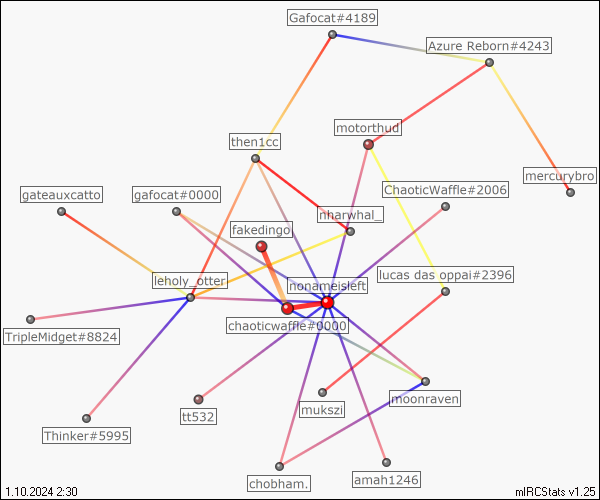 Gafocat#4189
Azure Reborn#4243
motorthud
then1cc
mercurybro
ChaoticWaffle#2006
gateauxcatto
gafocat#0000
nharwhal_
fakedingo
lucas das oppai#2396
leholy_otter
nonameisleft
chaoticwaffle#0000
TripleMidget#8824
moonraven
mukszi
tt532
Thinker#5995
amah1246
chobham.
1.10.2024 2:30
mIRCStats v1.25